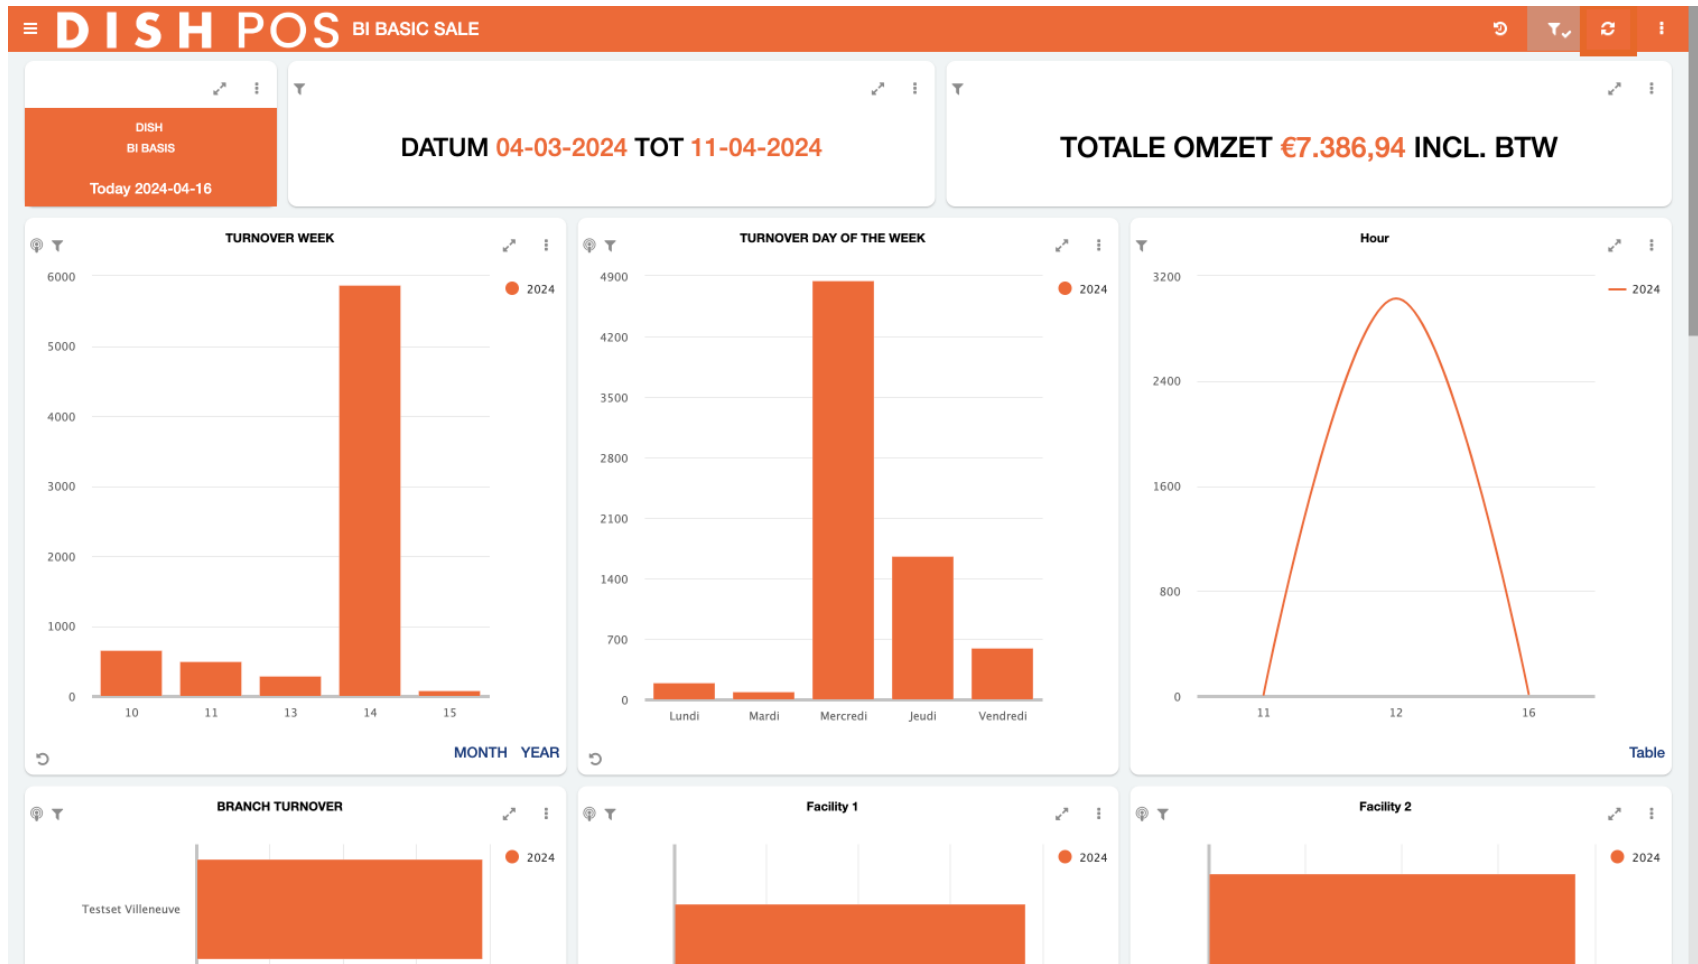 DISH POS BI BASIC SALE
DISH
BI BASIS
Today 2024-04-16
DATUM 04-03-2024 TOT 11-04-2024
TOTALE OMZET €7.386,94 INCL. BTW
TURNOVER WEEK
2024
6000
5000
4000
3000
2000
1000
0
10 11 13 14 15
MONTH YEAR
TURNOVER DAY OF THE WEEK
2024
4900
4200
3500
2800
2100
1400
700
0
Lundi Mardi Mercredi Jeudi Vendredi
Hour
2024
3200
2400
1600
800
0
11 12 16
Table
BRANCH TURNOVER
2024
Testset Villeneuve
Facility 1
2024
Facility 2
2024